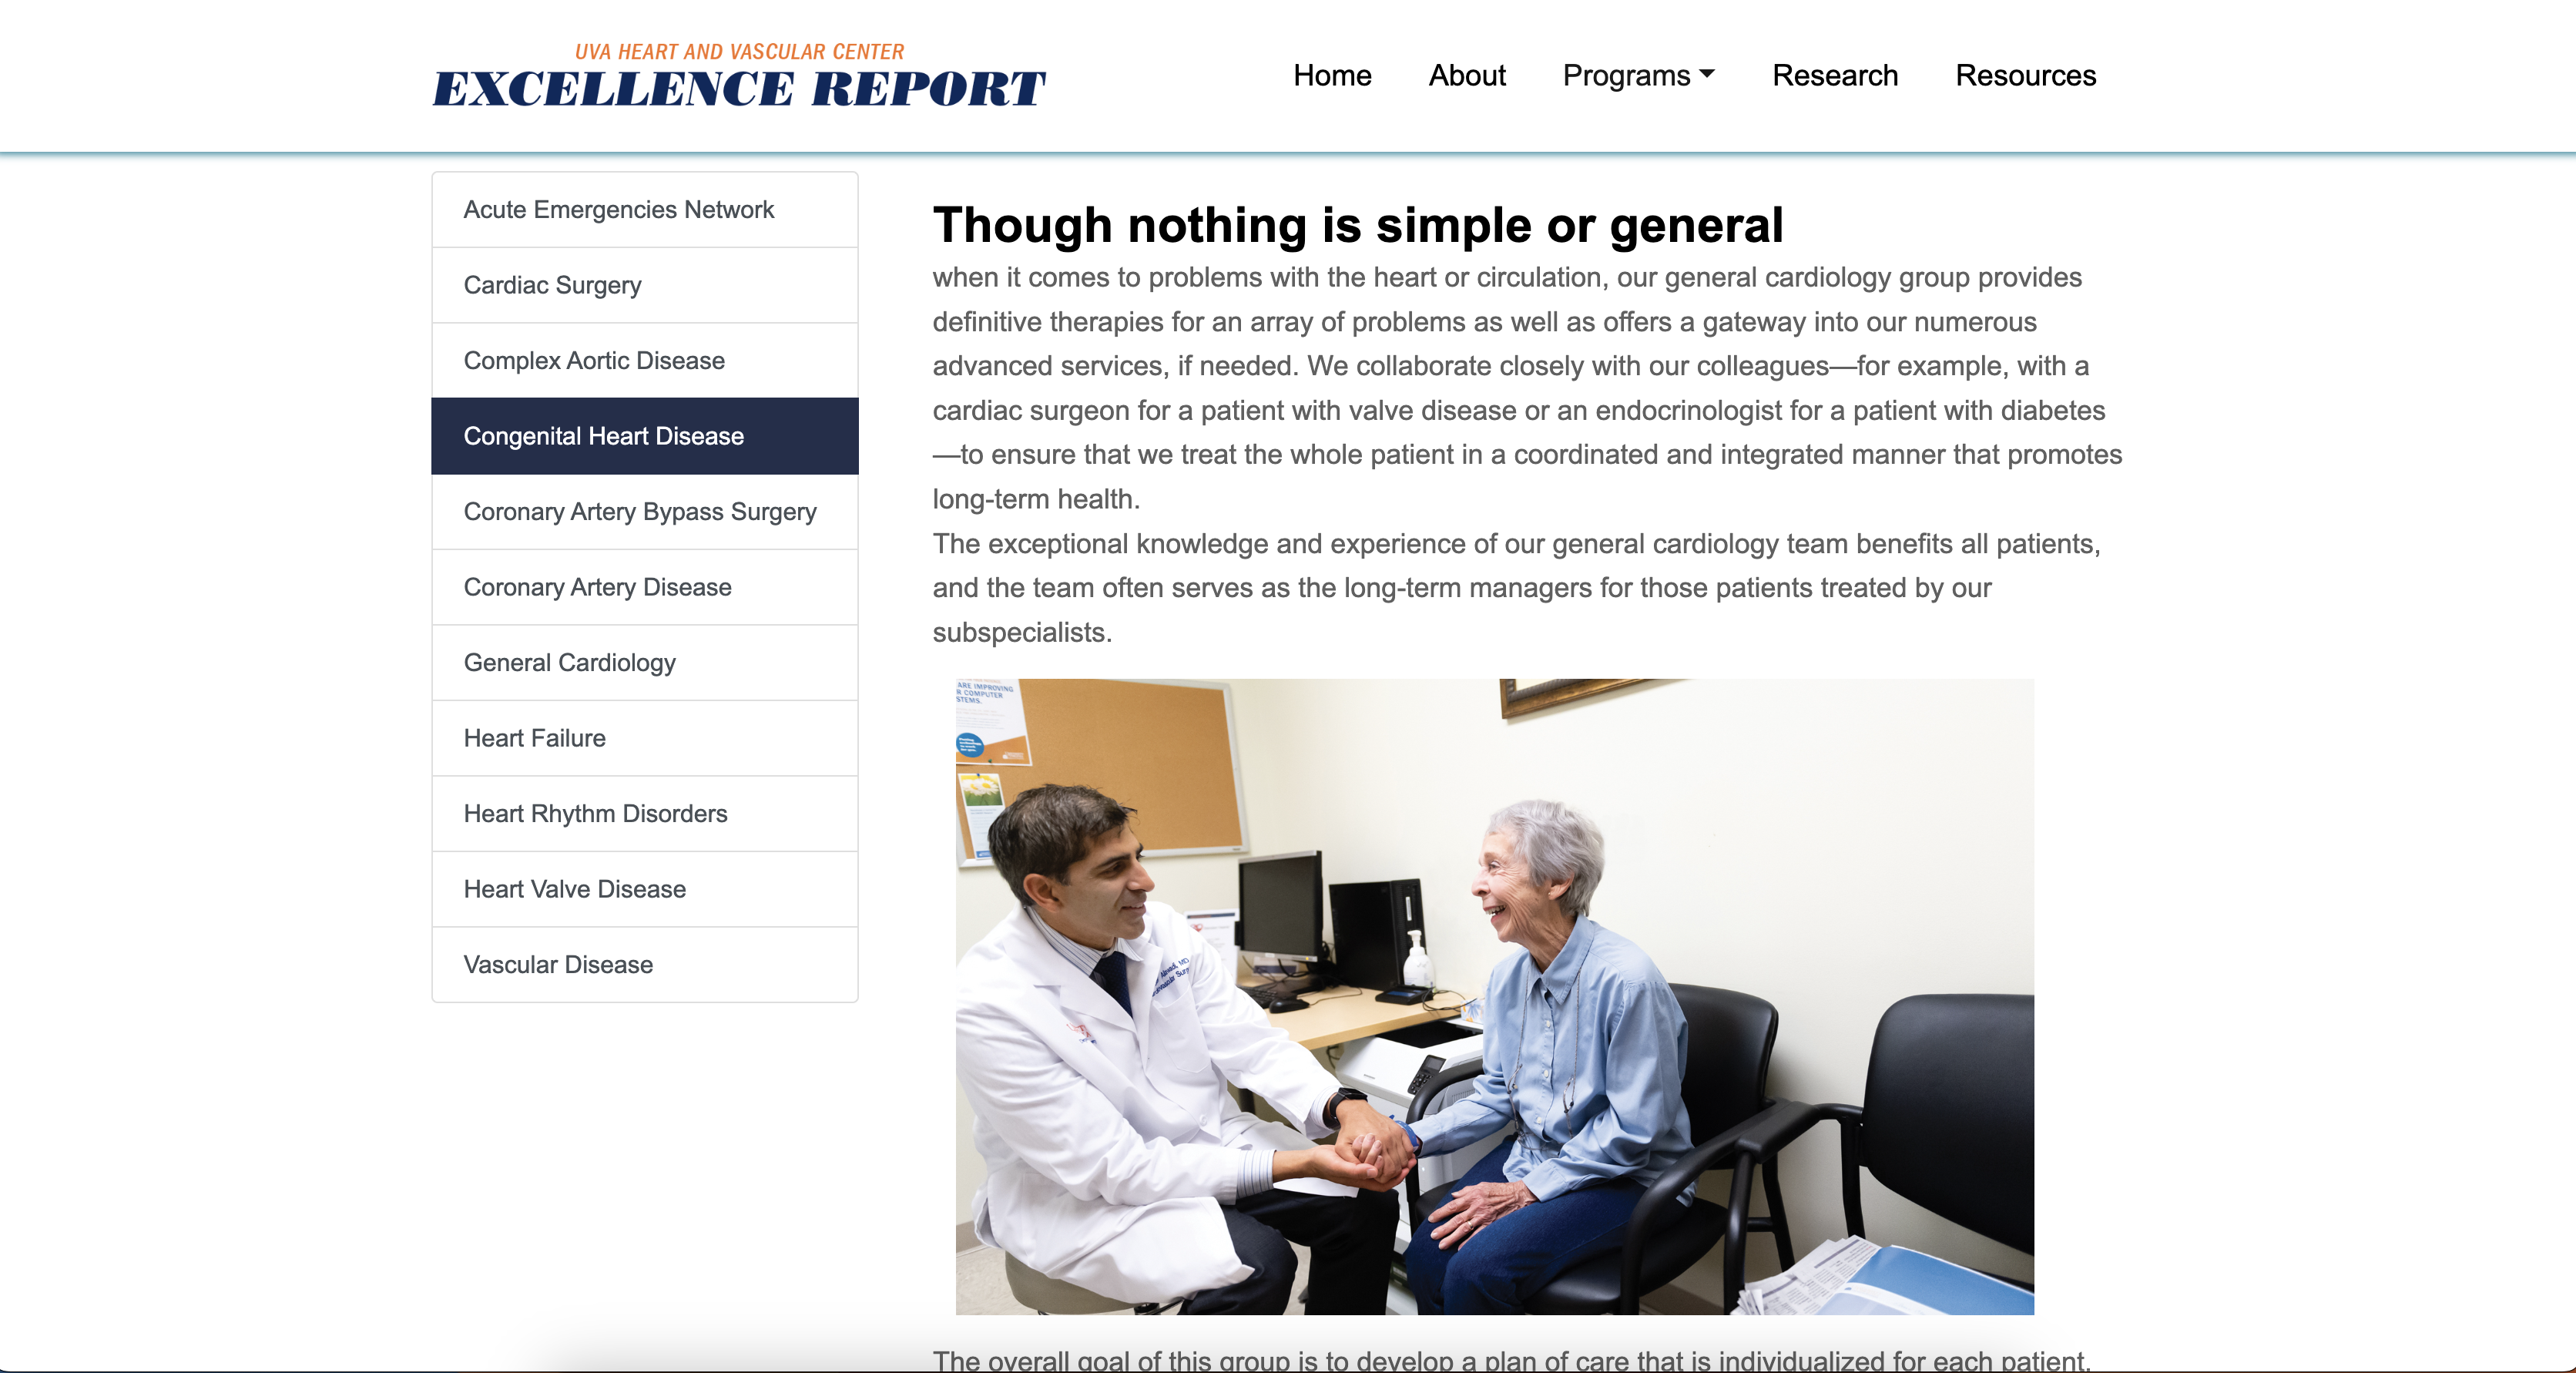 UVA HEART AND VASCULAR CENTER
EXCELLENCE REPORT
Home
About
Programs
Research
Resources
Acute Emergencies Network
Cardiac Surgery
Complex Aortic Disease
Congenital Heart Disease
Coronary Artery Bypass Surgery
Coronary Artery Disease
General Cardiology
Heart Failure
Heart Rhythm Disorders
Heart Valve Disease
Vascular Disease
Though nothing is simple or general
when it comes to problems with the heart or circulation, our general cardiology group provides
definitive therapies for an array of problems as well as offers a gateway into our numerous
advanced services, if needed. We collaborate closely with our colleagues—for example, with a
cardiac surgeon for a patient with valve disease or an endocrinologist for a patient with diabetes
—to ensure that we treat the whole patient in a coordinated and integrated manner that promotes
long-term health.
The exceptional knowledge and experience of our general cardiology team benefits all patients,
and the team often serves as the long-term managers for those patients treated by our
subspecialists.
ARE IMPROVING
R COMPUTER
STEMS.
MD
The overall goal of this group is to develop a plan of care that is individualized for each patient.